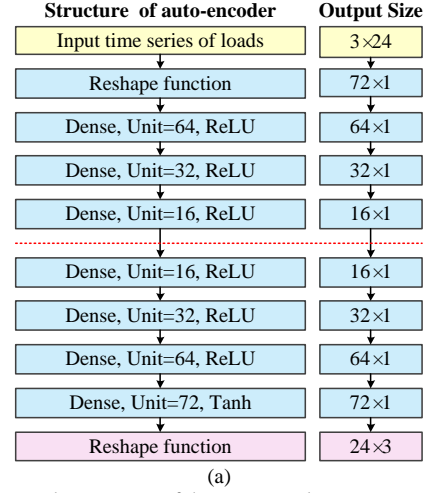 Structure of auto-encoder Output Size
Input time series of loads 3×24
Reshape function 72×1
Dense, Unit=64, ReLU 64×1
Dense, Unit=32, ReLU 32×1
Dense, Unit=16, ReLU 16×1
Dense, Unit=16, ReLU 16×1
Dense, Unit=32, ReLU 32×1
Dense, Unit=64, ReLU 64×1
Dense, Unit=72, Tanh 72×1
Reshape function 24×3
(a)